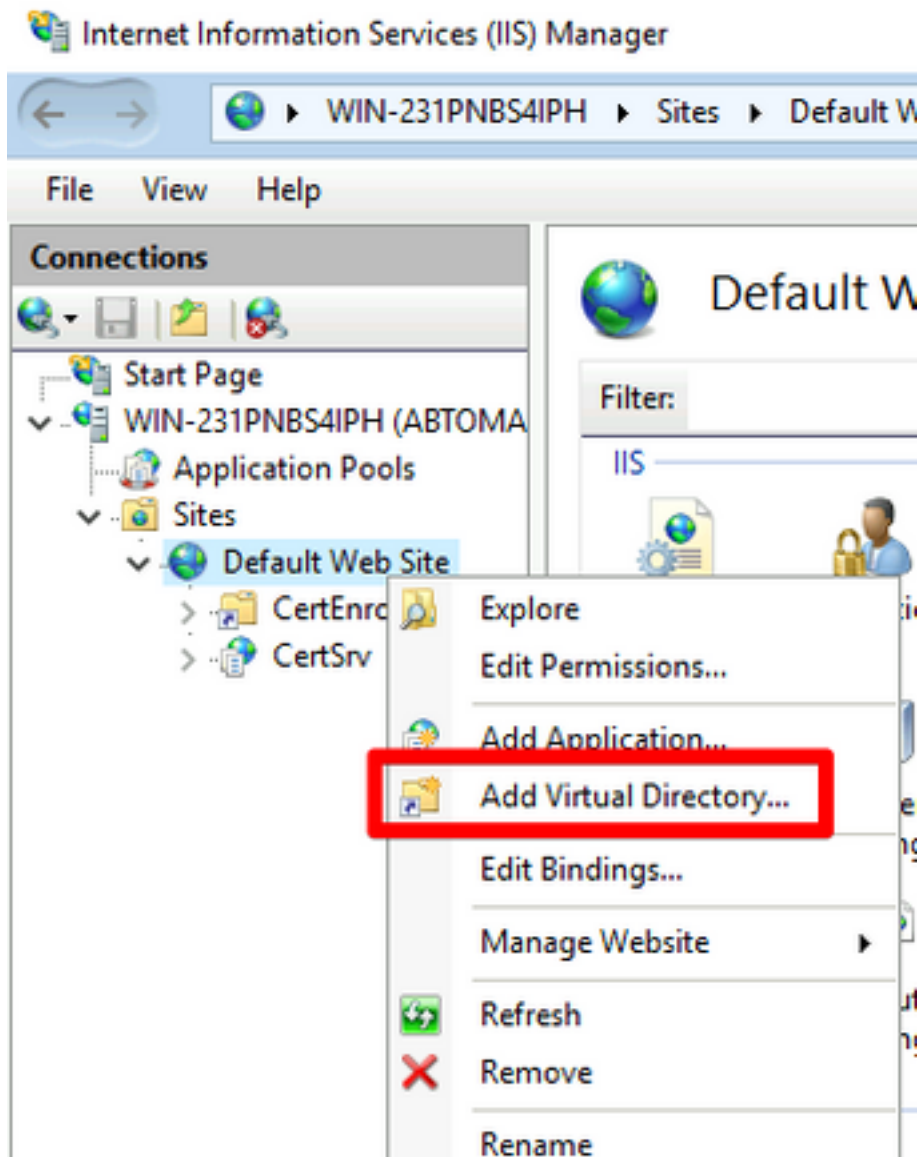 Internet Information Services (IIS) Manager
WIN-231PNBS4IPH Sites Default W
File View Help
Connections
Default W
Start Page
Filter:
WIN-231PNBS4IPH (ABTOMA
Application Pools
IIS
Sites
Default Web Site
CertEnro
Explore
CertSrv
Edit Permissions...
Add Application...
Add Virtual Directory...
Edit Bindings...
Manage Website
Refresh
Remove
Rename